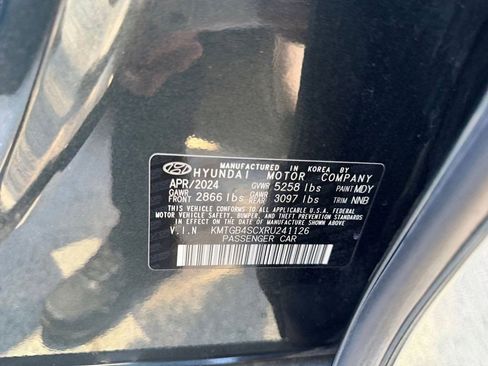 MANUFACTURED IN KOREA BY
HYUNDAI MOTOR COMPANY
APR/2024 GVWR 5258 lbs PAINT MDY
GAWR FRONT 2866 lbs GAWR REAR 3097 lbs TRIM NNB
THIS VEHICLE CONFORMS TO ALL APPLICABLE U.S.A. FEDERAL
MOTOR VEHICLE SAFETY, BUMPER, AND THEFT PREVENTION STANDARDS
IN EFFECT ON THE DATE OF MANUFACTURE SHOWN ABOVE
V.I.N KMTGB4SCXRU241126
PASSENGER CAR